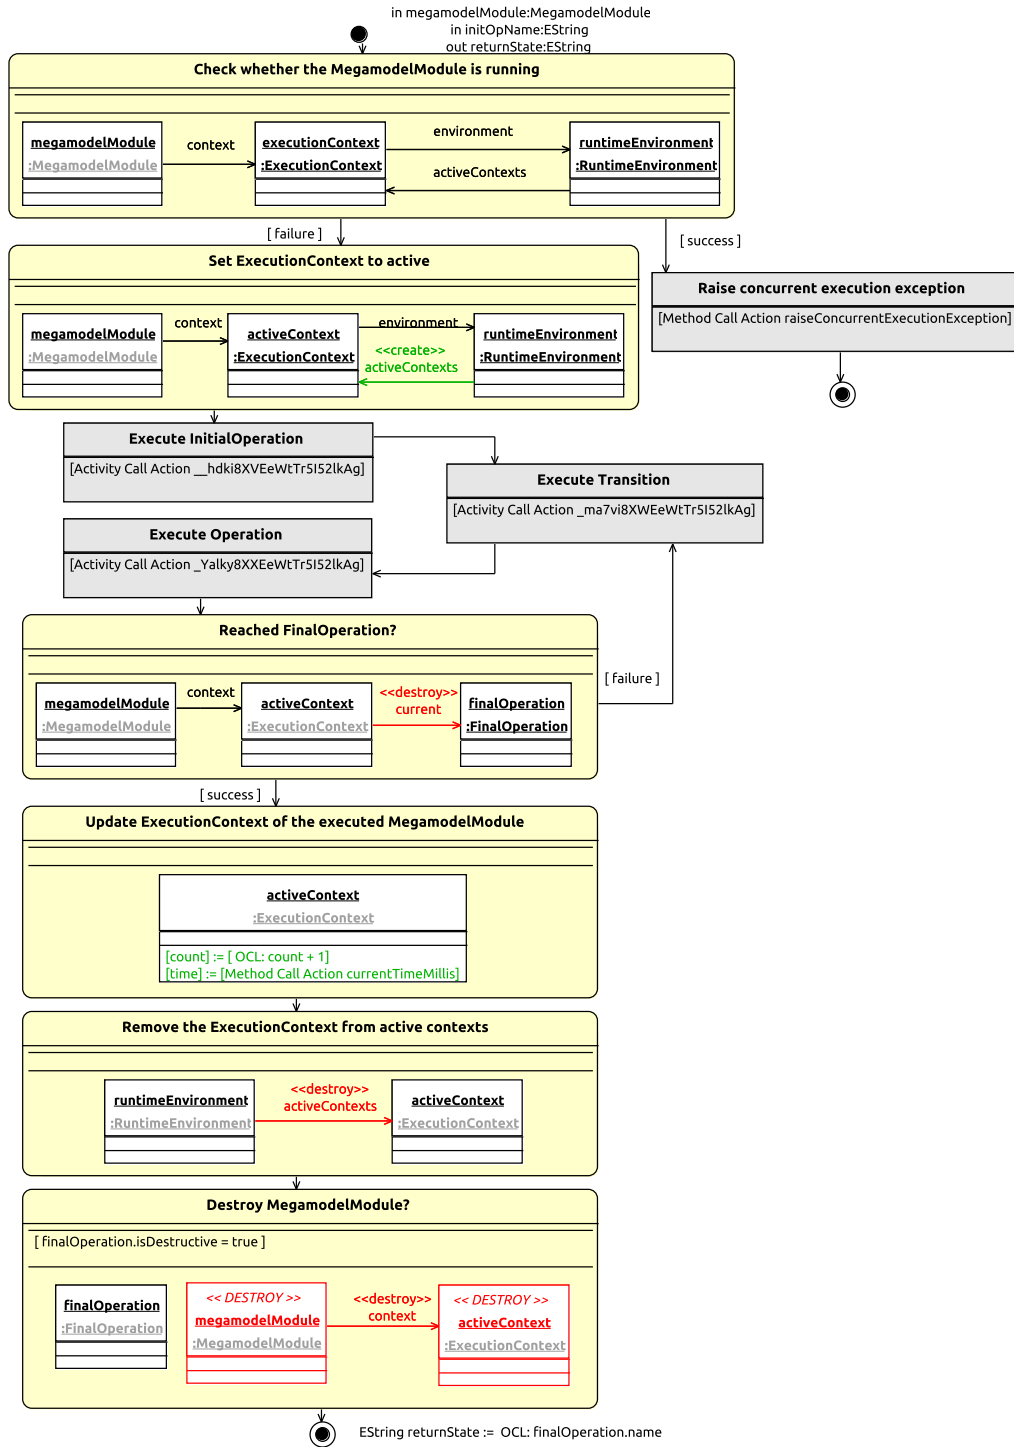 in megamodelModule:MegamodelModule
in initOpName:EString
out returnState:EString
Check whether the MegamodelModule is running
megamodelModule
:MegamodelModule
context
executionContext
:ExecutionContext
environment
activeContexts
runtimeEnvironment
:RuntimeEnvironment
[ failure ]
[ success ]
Set ExecutionContext to active
megamodelModule
:MegamodelModule
context
activeContext
:ExecutionContext
environment
<<create>>
activeContexts
runtimeEnvironment
:RuntimeEnvironment
Raise concurrent execution exception
[Method Call Action raiseConcurrentExecutionException]
Execute InitialOperation
[Activity Call Action __hdki8XVEeWtTr5I52lkAg]
Execute Transition
[Activity Call Action _ma7vi8XWEeWtTr5I52lkAg]
Execute Operation
[Activity Call Action _Yalky8XXEeWtTr5I52lkAg]
Reached FinalOperation?
megamodelModule
:MegamodelModule
context
activeContext
:ExecutionContext
<<destroy>>
current
finalOperation
:FinalOperation
[ failure ]
[ success ]
Update ExecutionContext of the executed MegamodelModule
activeContext
:ExecutionContext
[count] := [ OCL: count + 1]
[time] := [Method Call Action currentTimeMillis]
Remove the ExecutionContext from active contexts
runtimeEnvironment
:RuntimeEnvironment
<<destroy>>
activeContexts
activeContext
:ExecutionContext
Destroy MegamodelModule?
[ finalOperation.isDestructive = true ]
finalOperation
:FinalOperation
<< DESTROY >>
megamodelModule
:MegamodelModule
<<destroy>>
context
<< DESTROY >>
activeContext
:ExecutionContext
EString returnState :=  OCL: finalOperation.name